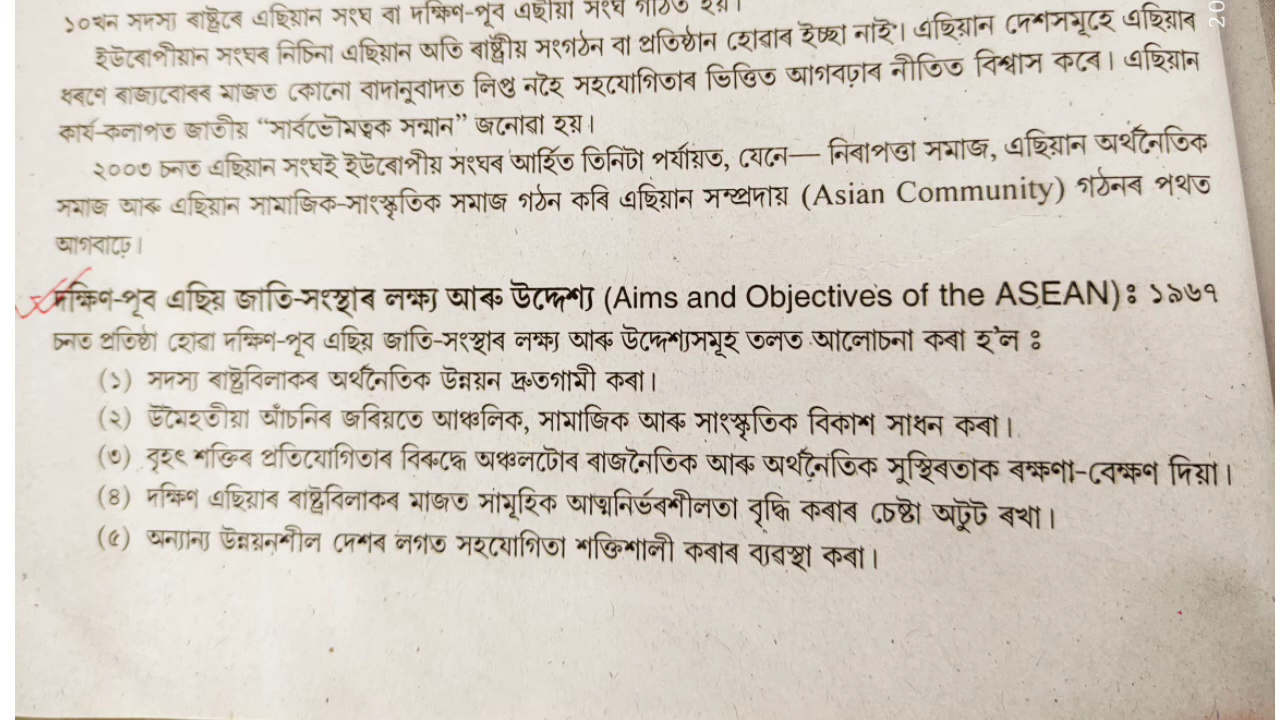 ১০খন সদস্য ৰাষ্ট্ৰৰে এছিয়ান সংঘ বা দক্ষিণ-পূব এছীয়া সংঘ গঠিত হয়।
ইউৰোপীয়ান সংঘৰ নিচিনা এছিয়ান অতি ৰাষ্ট্ৰীয় সংগঠন বা প্ৰতিষ্ঠান হোৱাৰ ইচ্ছা নাই'। এছিয়ান দেশসমূহে এছিয়াৰ
ধৰণে ৰাজ্যবোৰৰ মাজত কোনো বাদানুবাদত লিপ্ত নহৈ সহযোগিতাৰ ভিত্তিত আগবঢ়াৰ নীতিত বিশ্বাস কৰে। এছিয়ান
কাৰ্য-কলাপত জাতীয় “সাৰ্বভৌমত্বক সন্মান” জনোৱা হয়।
২০০৩ চনত এছিয়ান সংঘই ইউৰোপীয় সংঘৰ আৰ্হিত তিনিটা পৰ্যায়ত, যেনে— নিৰাপত্তা সমাজ, এছিয়ান অৰ্থনৈতিক
সমাজ আৰু এছিয়ান সামাজিক-সাংস্কৃতিক সমাজ গঠন কৰি এছিয়ান সম্প্ৰদায় (Asian Community) গঠনৰ পথত
আগবাঢ়ে।
দক্ষিণ-পূব এছিয় জাতি-সংস্থাৰ লক্ষ্য আৰু উদ্দেশ্য (Aims and Objectives of the ASEAN) : ১৯৬৭
চনত প্ৰতিষ্ঠা হোৱা দক্ষিণ-পূব এছিয় জাতি-সংস্থাৰ লক্ষ্য আৰু উদ্দেশ্যসমূহ তলত আলোচনা কৰা হ'ল :
(১) সদস্য ৰাষ্ট্ৰবিলাকৰ অৰ্থনৈতিক উন্নয়ন দ্ৰুতগামী কৰা।
(২) উমৈহতীয়া আঁচনিৰ জৰিয়তে আঞ্চলিক, সামাজিক আৰু সাংস্কৃতিক বিকাশ সাধন কৰা।
(৩) বৃহৎ শক্তিৰ প্ৰতিযোগিতাৰ বিৰুদ্ধে অঞ্চলটোৰ ৰাজনৈতিক আৰু অৰ্থনৈতিক সুস্থিৰতাক ৰক্ষণা-বেক্ষণ দিয়া।
(৪) দক্ষিণ এছিয়াৰ ৰাষ্ট্ৰবিলাকৰ মাজত সামূহিক আত্মনিৰ্ভৰশীলতা বৃদ্ধি কৰাৰ চেষ্টা অটুট ৰখা।
(৫) অন্যান্য উন্নয়নশীল দেশৰ লগত সহযোগিতা শক্তিশালী কৰাৰ ব্যৱস্থা কৰা।